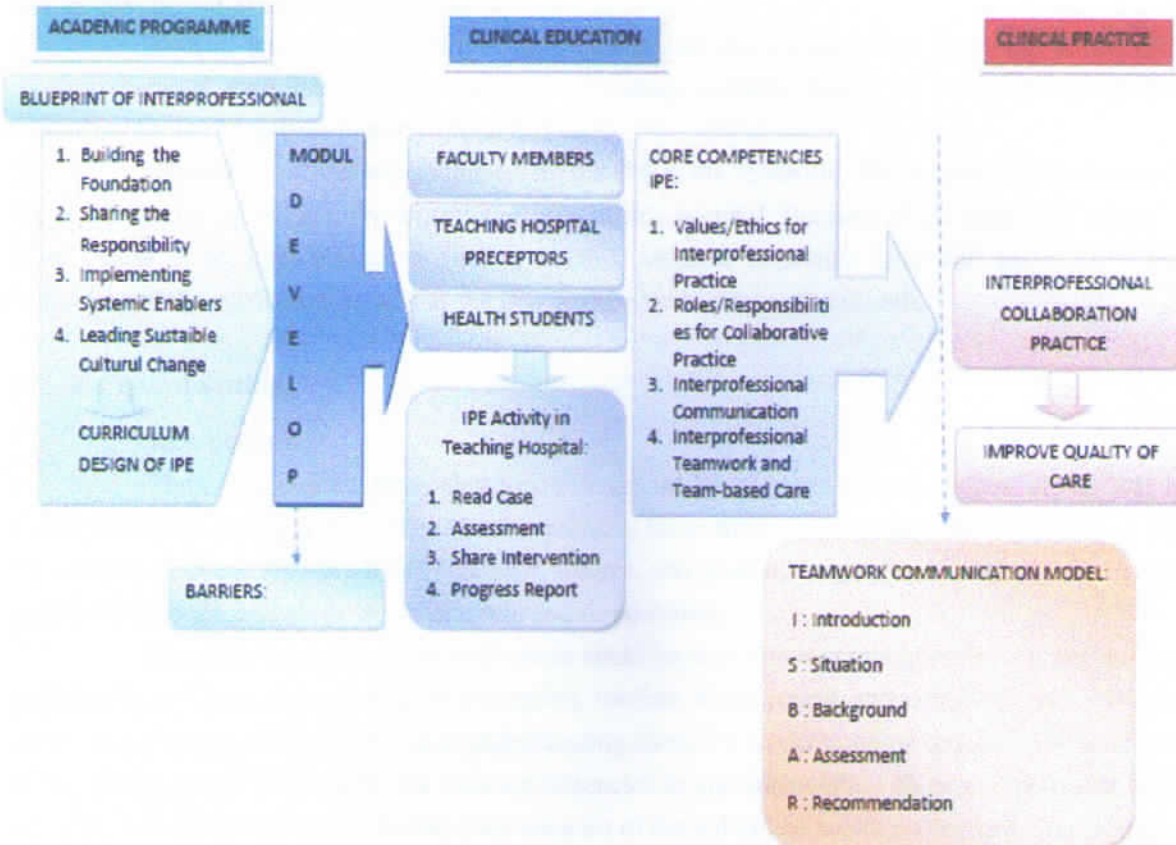 ACADEMIC PROGRAMME
CLINICAL EDUCATION
CLINICAL PRACTICE
BLUEPRINT OF INTERPROFESSIONAL
1. Building the
Foundation
2. Sharing the
Responsibility
3. Implementing
Systemic Enablers
4. Leading Sustaible
Culturul Change
CURRICULUM
DESIGN OF IPE
MODUL
D
E
V
E
L
O
P
BARRIERS:
FACULTY MEMBERS
TEACHING HOSPITAL
PRECEPTORS
HEALTH STUDENTS
IPE Activity in
Teaching Hospital:
1. Read Case
2. Assessment
3. Share Intervention
4. Progress Report
CORE COMPETENCIES
IPE:
1. Values/Ethics for
Interprofessional
Practice
2. Roles/Responsibiliti
es for Collaborative
Practice
3. Interprofessional
Communication
4. Interprofessional
Teamwork and
Team-based Care
INTERPROFESSIONAL
COLLABORATION
PRACTICE
IMPROVE QUALITY OF
CARE
TEAMWORK COMMUNICATION MODEL:
I : Introduction
S : Situation
B : Background
A : Assessment
R : Recommendation